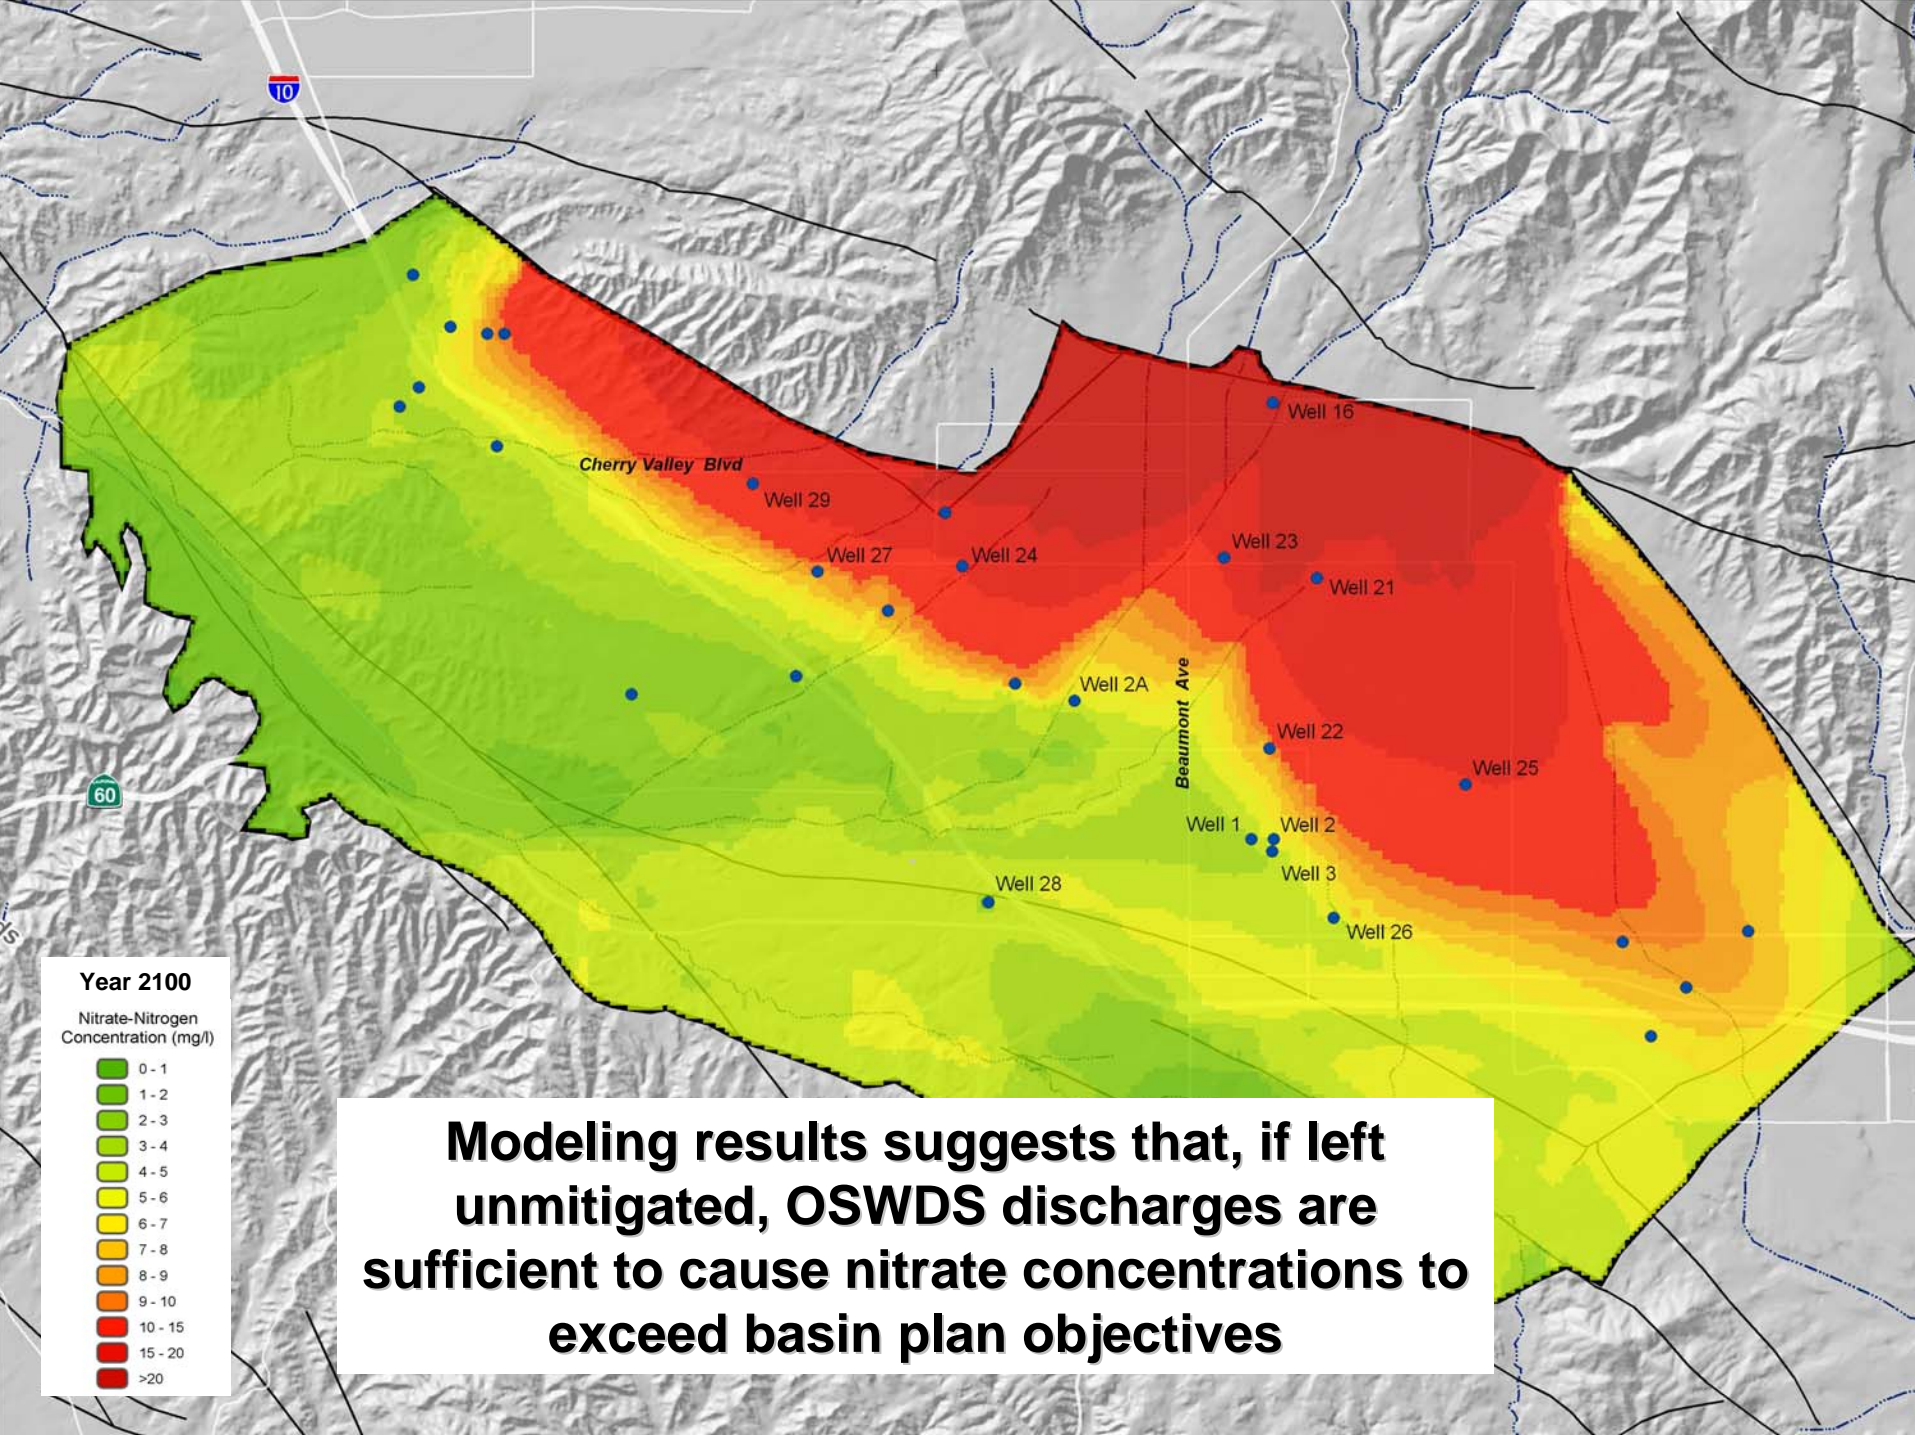 10
Well 16
Cherry Valley Blvd
Well 29
Well 23
Well 27
Well 24
Well 21
Beaumont Ave
Well 2A
Well 22
Well 25
60
Well 1
Well 2
Well 3
Well 28
Well 26
ds
Year 2100
Nitrate-Nitrogen
Concentration (mg/l)
0 - 1
1 - 2
2 - 3
3 - 4
4 - 5
5 - 6
6 - 7
7 - 8
8 - 9
9 - 10
10 - 15
15 - 20
>20
Modeling results suggests that, if left
unmitigated, OSWDS discharges are
sufficient to cause nitrate concentrations to
exceed basin plan objectives